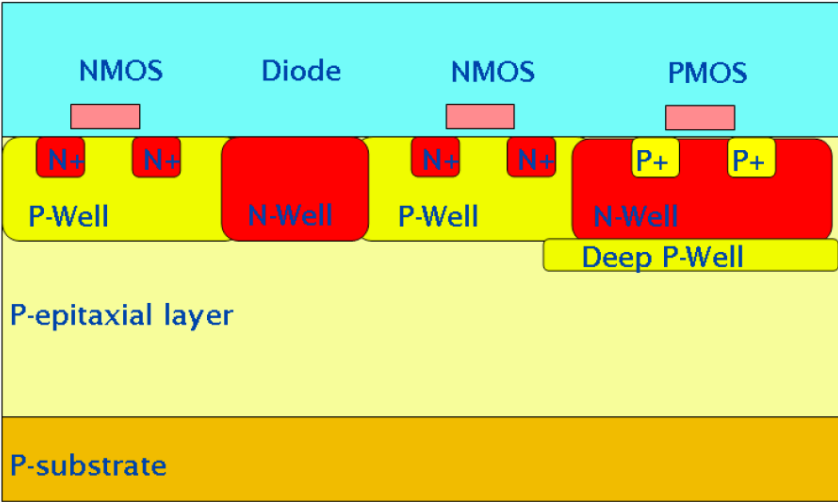 NMOS Diode NMOS PMOS
N+ N+ N+ N+ P+ P+
P-Well N-Well P-Well N-Well
Deep P-Well
P-epitaxial layer
P-substrate